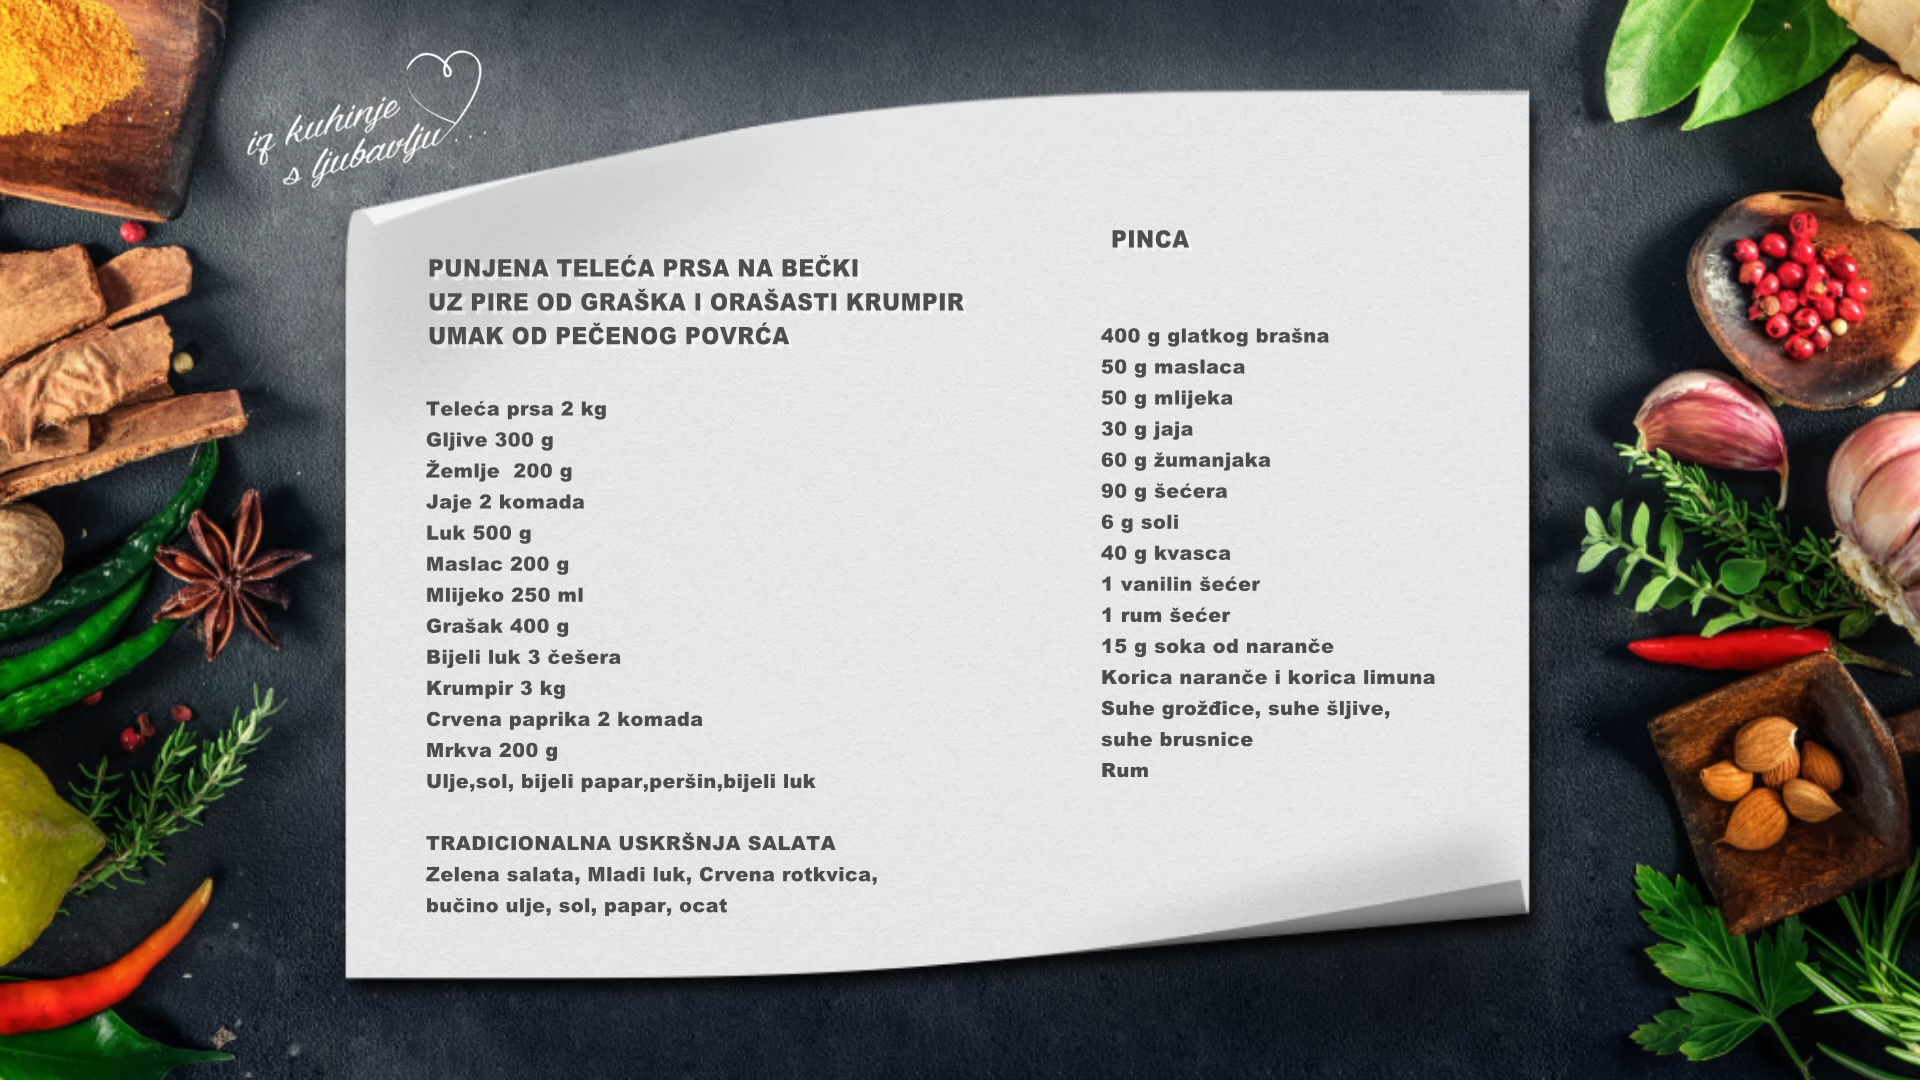 iz kuhinje
s ljubavlju...
PUNJENA TELEĆA PRSA NA BEČKI
UZ PIRE OD GRAŠKA I ORAŠASTI KRUMPIR
UMAK OD PEČENOG POVRĆA
Teleća prsa 2 kg
Gljive 300 g
Žemlje  200 g
Jaje 2 komada
Luk 500 g
Maslac 200 g
Mlijeko 250 ml
Grašak 400 g
Bijeli luk 3 češera
Krumpir 3 kg
Crvena paprika 2 komada
Mrkva 200 g
Ulje,sol, bijeli papar,peršin,bijeli luk
TRADICIONALNA USKRŠNJA SALATA
Zelena salata, Mladi luk, Crvena rotkvica,
bučino ulje, sol, papar, ocat
PINCA
400 g glatkog brašna
50 g maslaca
50 g mlijeka
30 g jaja
60 g žumanjaka
90 g šećera
6 g soli
40 g kvasca
1 vanilin šećer
1 rum šećer
15 g soka od naranče
Korica naranče i korica limuna
Suhe grožđice, suhe šljive,
suhe brusnice
Rum